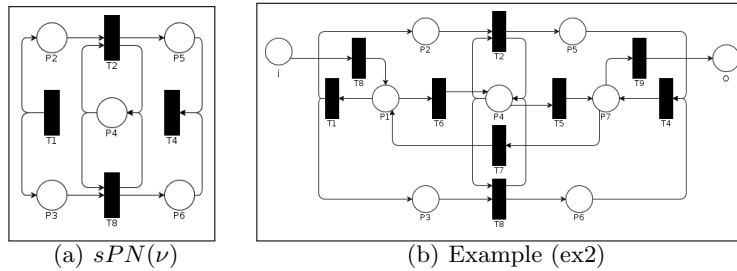 P2
T2
P5
P4
T1
T4
P3
T8
P6
(a) sPN(ν)
i
T8
P2
T2
P5
T9
o
T1
P1
T6
P4
T5
P7
T4
T7
P3
T8
P6
(b) Example (ex2)